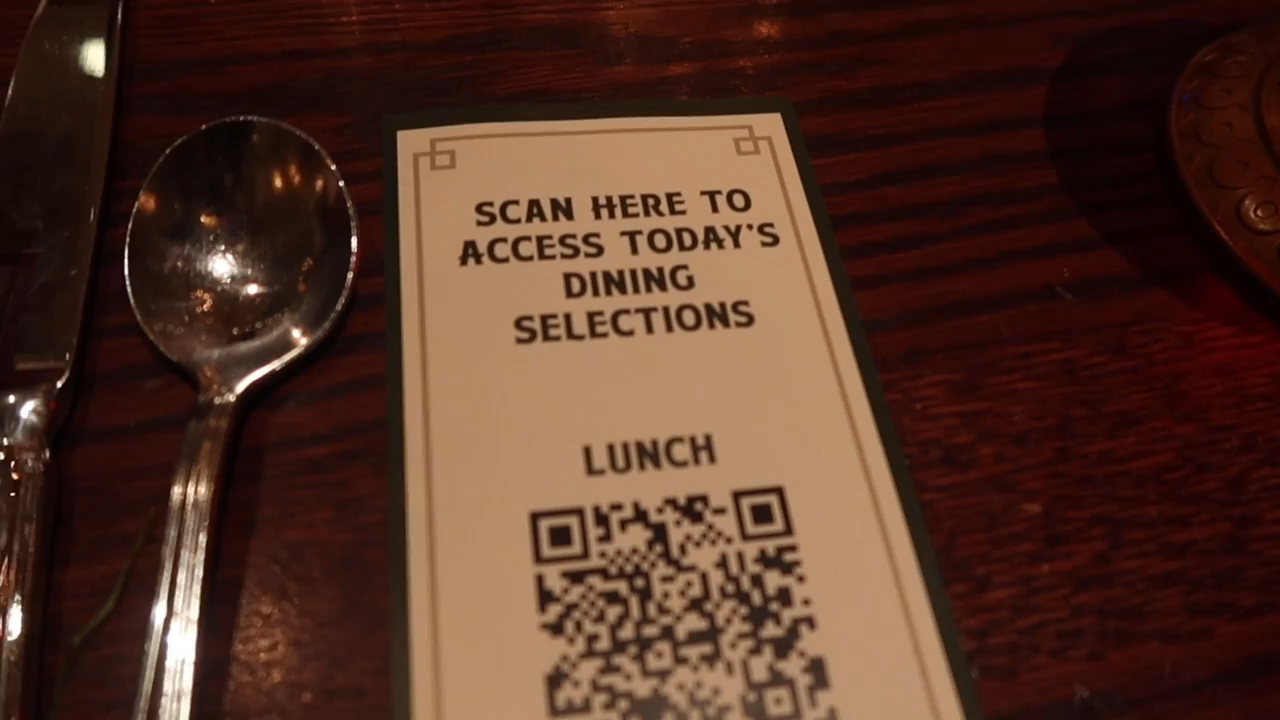 SCAN HERE TO
ACCESS TODAY'S
DINING
SELECTIONS
LUNCH